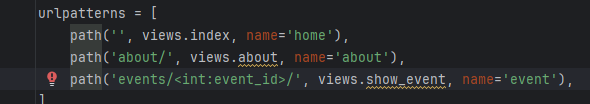 urlpatterns = [
path('', views.index, name='home'),
path('about/', views.about, name='about'),
path('events/<int:event_id>/', views.show_event, name='event'),
]